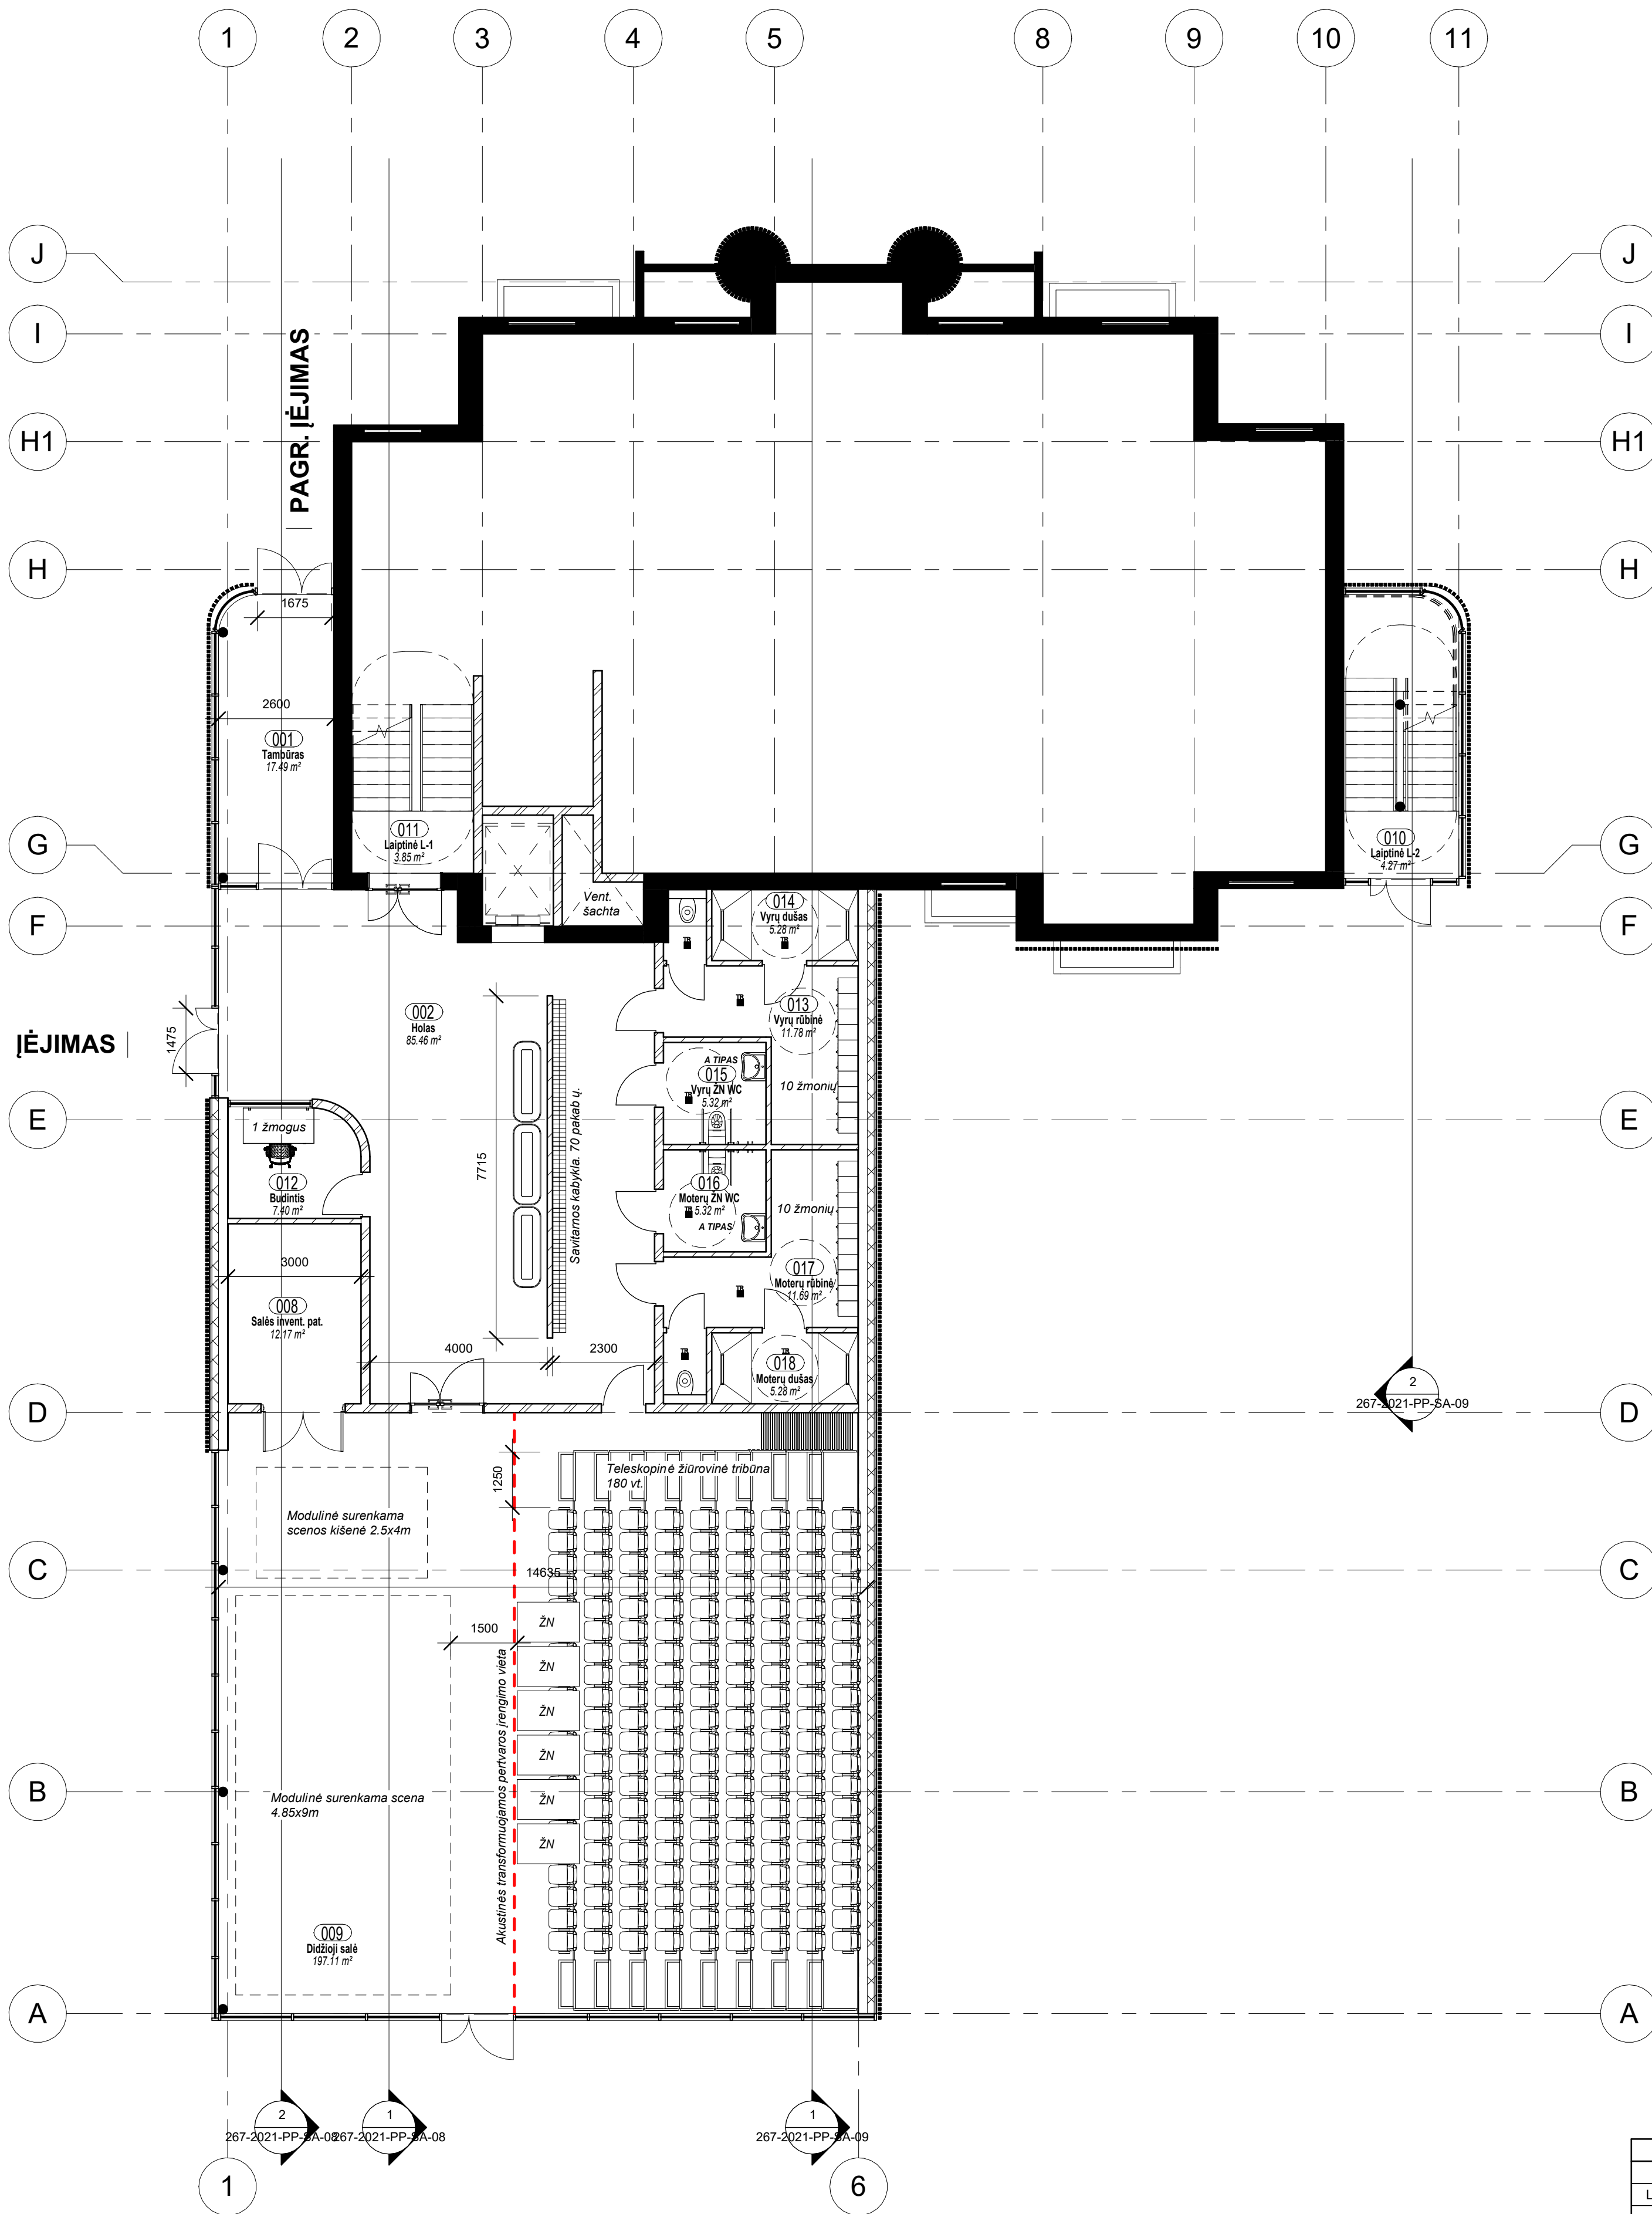 1
2
3
4
5
8
9
10
11
J
J
I
I
PAGR. ĮĖJIMAS
H1
H1
H
H
1675
2600
001
Tambūras
17.49 m²
G
G
011
Laiptinė L-1
3.85 m²
010
Laiptinė L-2
4.27 m²
Vent.
šachta
014
Vyrų dušas
5.28 m²
F
F
TB
TB
TB
013
Vyrų rūbinė
11.78 m²
002
Holas
85.46 m²
ĮĖJIMAS
1475
A TIPAS
015
Vyrų ŽN WC
5.32 m²
TB
10 žmonių
E
E
1 žmogus
7715
Savitarnos kabykla. 70 pakab ų.
012
Budintis
7.40 m²
016
Moterų ŽN WC
5.32 m²
TB
A TIPAS
10 žmonių
3000
017
Moterų rūbinė
11.69 m²
TB
008
Salės invent. pat.
12.17 m²
4000
2300
TB
TB
018
Moterų dušas
5.28 m²
2
267-2021-PP-SA-09
D
D
1250
Teleskopinė žiūrovinė tribūna
180 vt.
Modulinė surenkama
scenos kišenė 2.5x4m
C
C
14635
1500
ŽN
ŽN
ŽN
ŽN
ŽN
ŽN
Akustinės transformuojamos pertvaros įrengimo vieta
B
B
Modulinė surenkama scena
4.85x9m
009
Didžioji salė
197.11 m²
A
A
2
267-2021-PP-SA-08
1
267-2021-PP-SA-08
1
267-2021-PP-SA-09
1
6
L